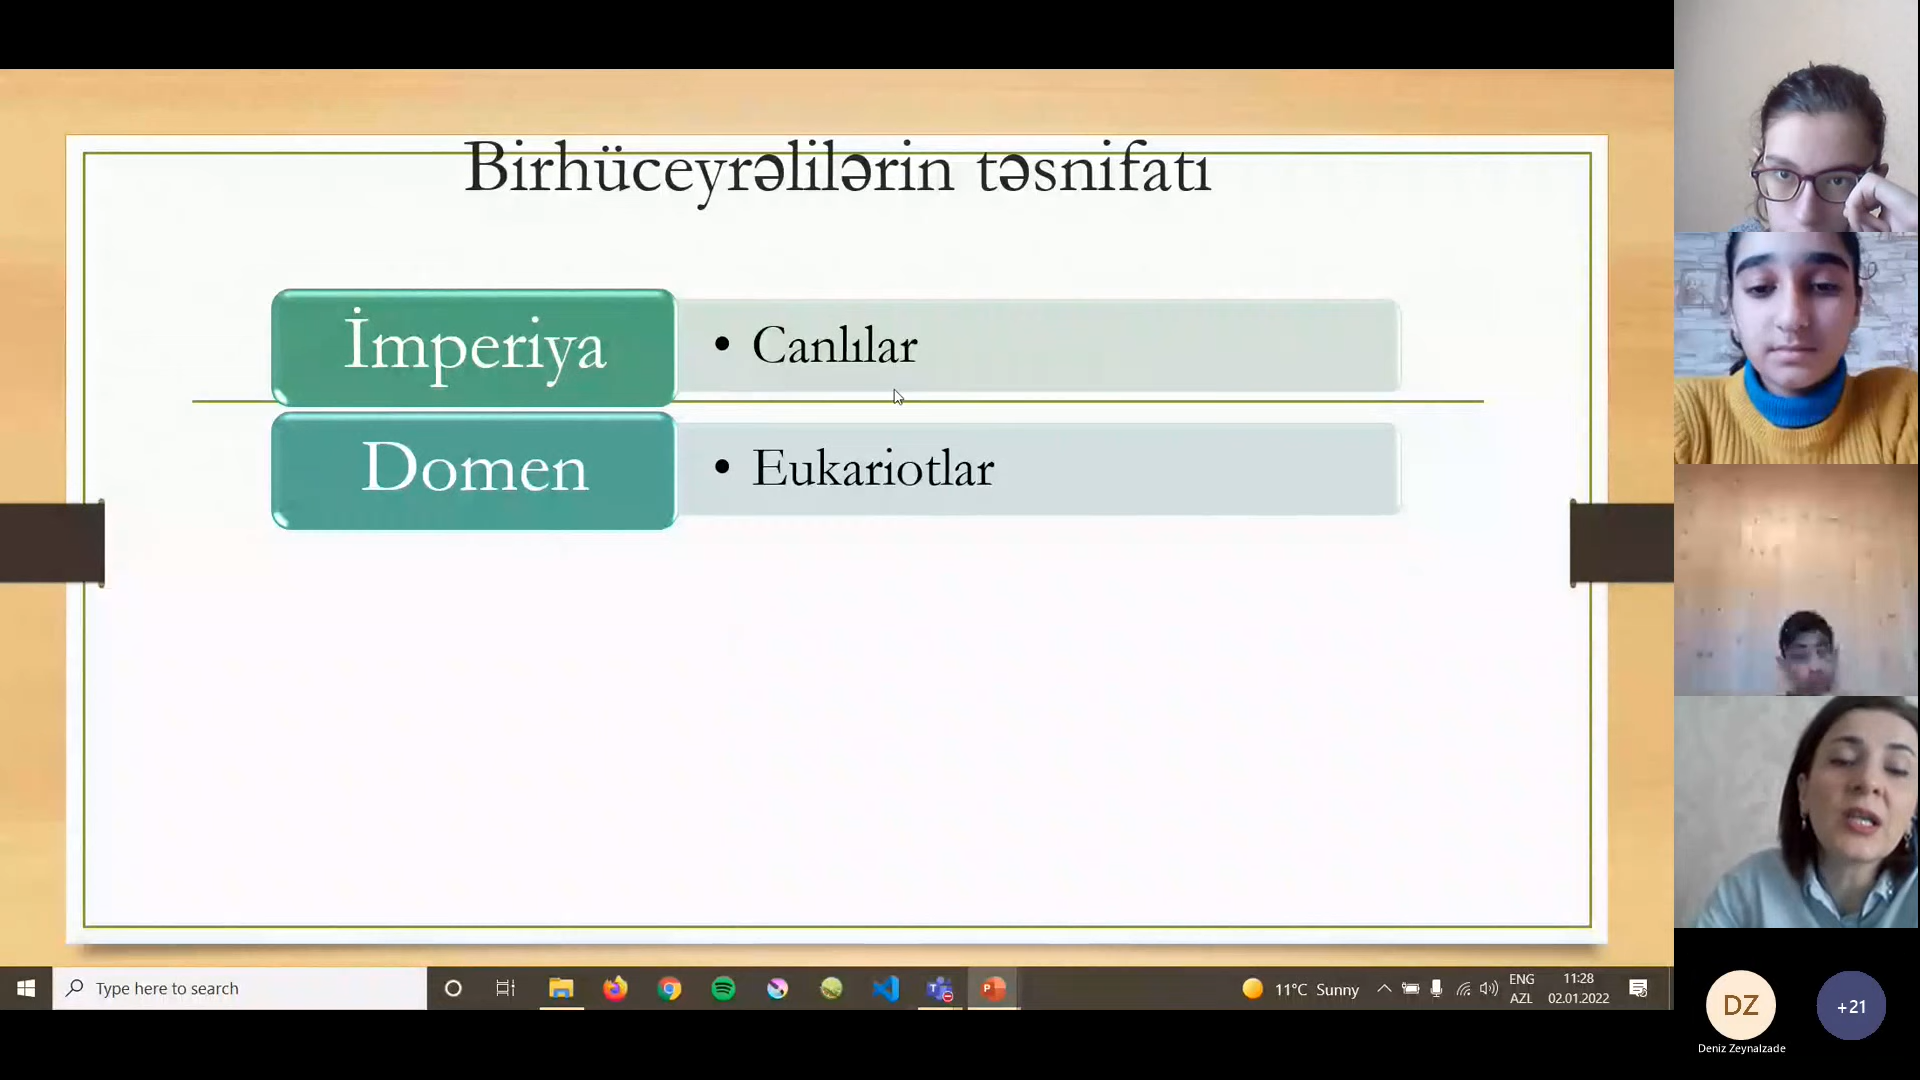 Birhüceyrəlilərin təsnifatı
İmperiya
• Canlılar
Domen
• Eukariotlar
Type here to search
11°C Sunny
ENG
AZL
11:28
02.01.2022
DZ
Deniz Zeynalzade
+21